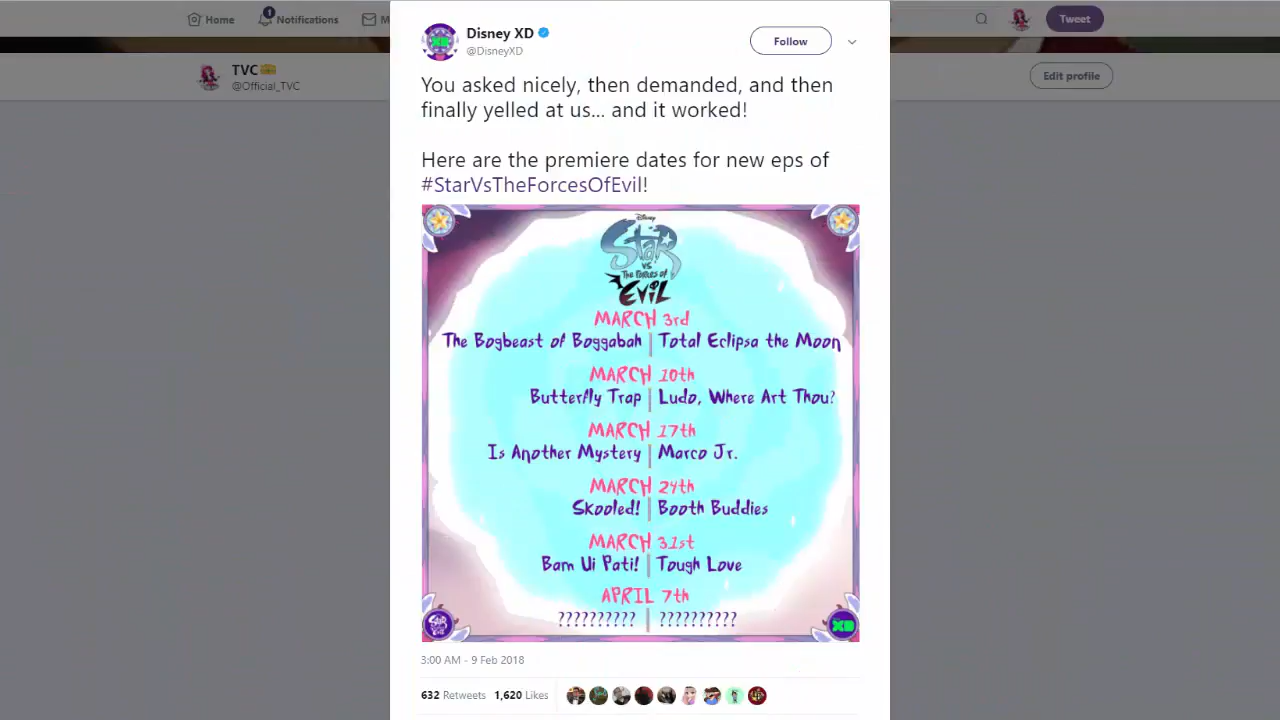 Home
1
Notifications
M
Tweet
TVC
@Official_TVC
Edit profile
Disney XD
@DisneyXD
Follow
You asked nicely, then demanded, and then
finally yelled at us... and it worked!
Here are the premiere dates for new eps of
#StarVsTheForcesOfEvil!
Disney
StaR
vs
The Forces of
EViL
MARCH 3rd
The Bogbeast of Boggabah | Total Eclipsa the Moon
MARCH 10th
Butterfly Trap | Ludo, Where Art Thou?
MARCH 17th
Is Another Mystery | Marco Jr.
MARCH 24th
Skooled! | Booth Buddies
MARCH 31st
Bam Ui Pati! | Tough Love
APRIL 7th
?????????? | ??????????
XD
3:00 AM - 9 Feb 2018
632 Retweets 1,620 Likes